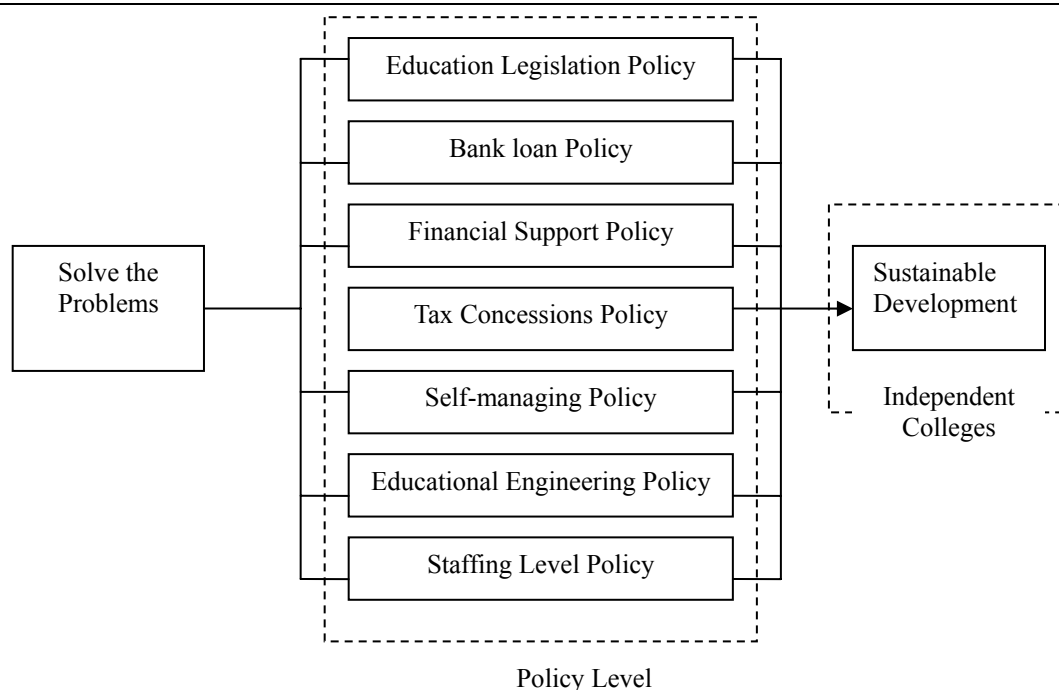 Education Legislation Policy
Bank loan Policy
Financial Support Policy
Solve the
Problems
Tax Concessions Policy
Sustainable
Development
Self-managing Policy
Independent
Colleges
Educational Engineering Policy
Staffing Level Policy
Policy Level